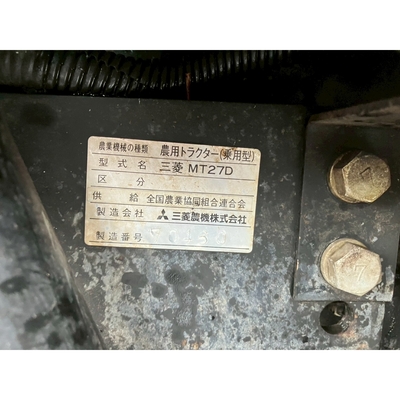 農業機械の種類 農用トラクター(乗用型)
型式名 三菱 MT27D
区分
供給 全国農業協同組合連合会
製造会社 三菱農機株式会社
製造番号